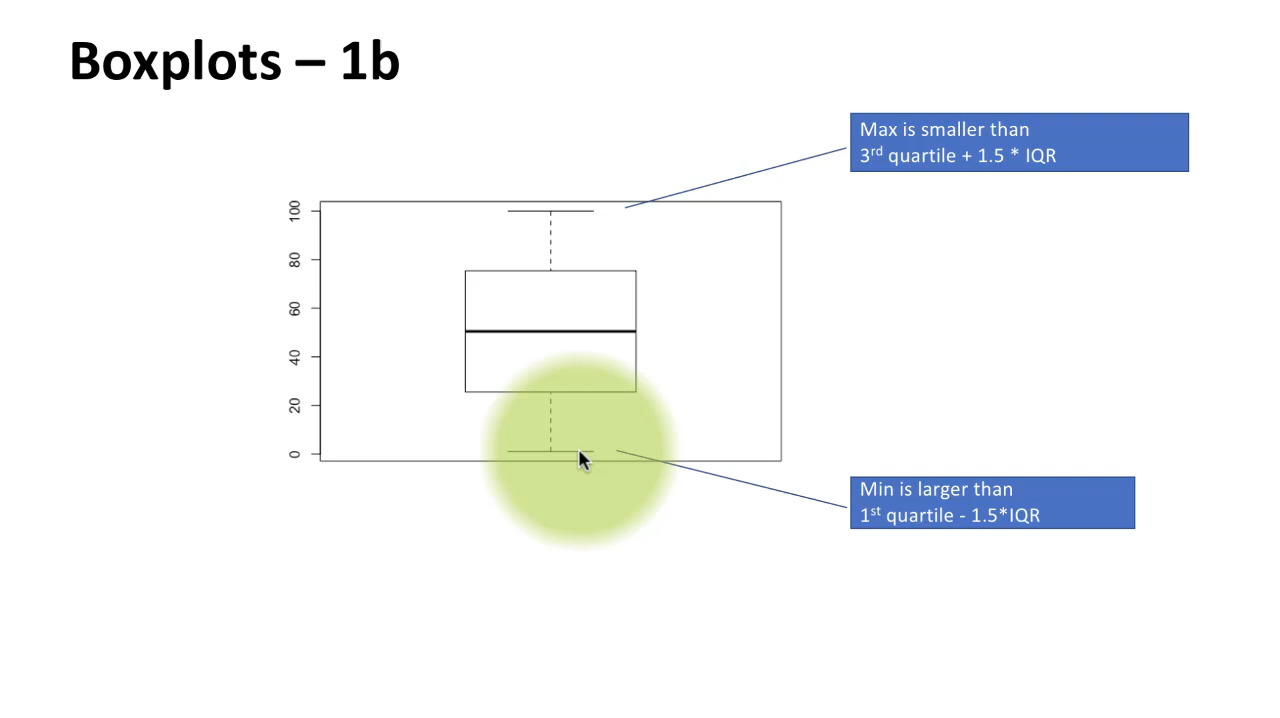 Boxplots – 1b
Max is smaller than
3rd quartile + 1.5 * IQR
100
80
60
40
20
0
Min is larger than
1st quartile - 1.5*IQR